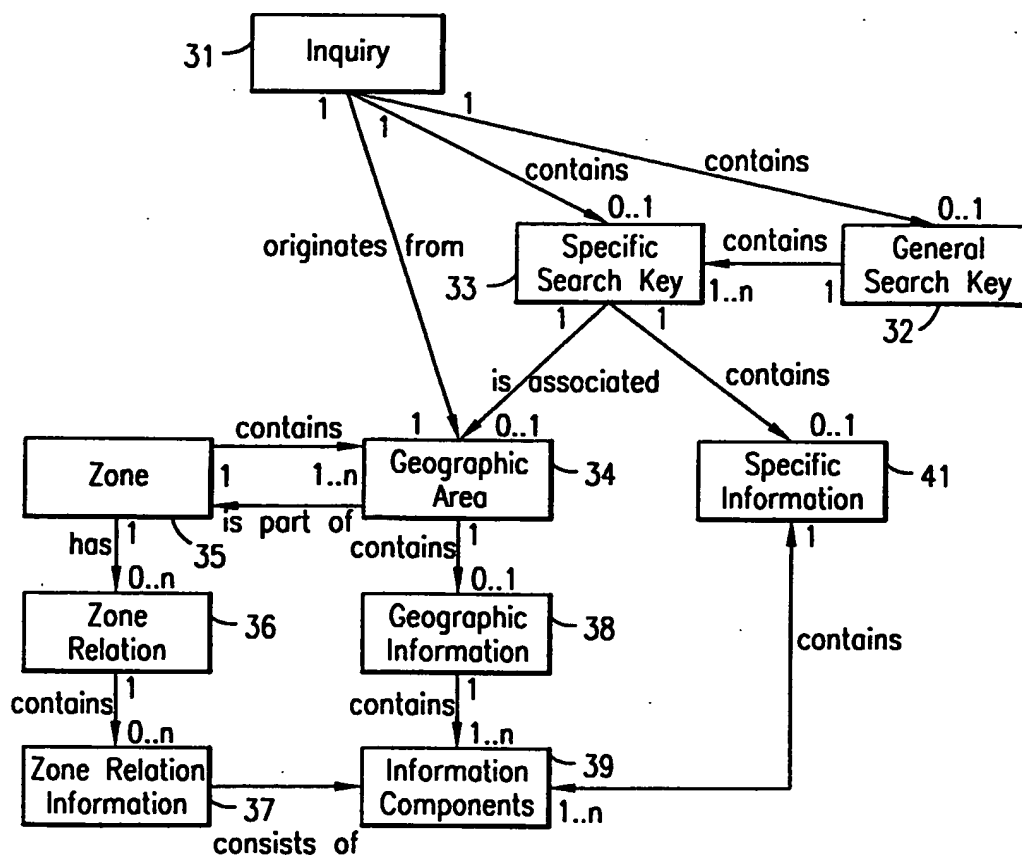 31
Inquiry
1
1
1
contains
contains
originates from
0..1
0..1
Specific
Search Key
33
contains
1..n
1
General
Search Key
32
1
1
is associated
contains
1
0..1
0..1
contains
Zone
1
1..n
Geographic
Area
34
Specific
Information
41
is part of
35
has
1
0..n
contains
1
0..1
1
Zone
Relation
36
Geographic
Information
38
contains
contains
1
0..n
contains
1
1..n
Zone Relation
Information
37
Information
Components
39
1..n
consists of